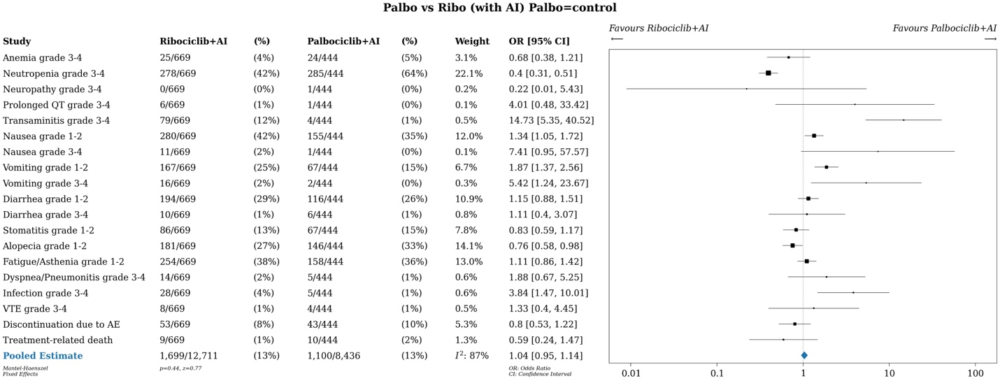 Palbo vs Ribo (with AI) Palbo=control
Favours Ribociclib+AI Favours Palbociclib+AI
← →
Study Ribociclib+AI (%) Palbociclib+AI (%) Weight OR [95% CI]
Anemia grade 3-4 25/669 (4%) 24/444 (5%) 3.1% 0.68 [0.38, 1.21]
Neutropenia grade 3-4 278/669 (42%) 285/444 (64%) 22.1% 0.4 [0.31, 0.51]
Neuropathy grade 3-4 0/669 (0%) 1/444 (0%) 0.2% 0.22 [0.01, 5.43]
Prolonged QT grade 3-4 6/669 (1%) 1/444 (0%) 0.1% 4.01 [0.48, 33.42]
Transaminitis grade 3-4 79/669 (12%) 4/444 (1%) 0.5% 14.73 [5.35, 40.52]
Nausea grade 1-2 280/669 (42%) 155/444 (35%) 12.0% 1.34 [1.05, 1.72]
Nausea grade 3-4 11/669 (2%) 1/444 (0%) 0.1% 7.41 [0.95, 57.57]
Vomiting grade 1-2 167/669 (25%) 67/444 (15%) 6.7% 1.87 [1.37, 2.56]
Vomiting grade 3-4 16/669 (2%) 2/444 (0%) 0.3% 5.42 [1.24, 23.67]
Diarrhea grade 1-2 194/669 (29%) 116/444 (26%) 10.9% 1.15 [0.88, 1.51]
Diarrhea grade 3-4 10/669 (1%) 6/444 (1%) 0.8% 1.11 [0.4, 3.07]
Stomatitis grade 1-2 86/669 (13%) 67/444 (15%) 7.8% 0.83 [0.59, 1.17]
Alopecia grade 1-2 181/669 (27%) 146/444 (33%) 14.1% 0.76 [0.58, 0.98]
Fatigue/Asthenia grade 1-2 254/669 (38%) 158/444 (36%) 13.0% 1.11 [0.86, 1.42]
Dyspnea/Pneumonitis grade 3-4 14/669 (2%) 5/444 (1%) 0.6% 1.88 [0.67, 5.25]
Infection grade 3-4 28/669 (4%) 5/444 (1%) 0.6% 3.84 [1.47, 10.01]
VTE grade 3-4 8/669 (1%) 4/444 (1%) 0.5% 1.33 [0.4, 4.45]
Discontinuation due to AE 53/669 (8%) 43/444 (10%) 5.3% 0.8 [0.53, 1.22]
Treatment-related death 9/669 (1%) 10/444 (2%) 1.3% 0.59 [0.24, 1.47]
Pooled Estimate 1,699/12,711 (13%) 1,100/8,436 (13%) I²: 87% 1.04 [0.95, 1.14]
Mantel-Haenszel p=0.44, z=0.77 OR: Odds Ratio
Fixed Effects CI: Confidence Interval
0.01 0.1 1 10 100